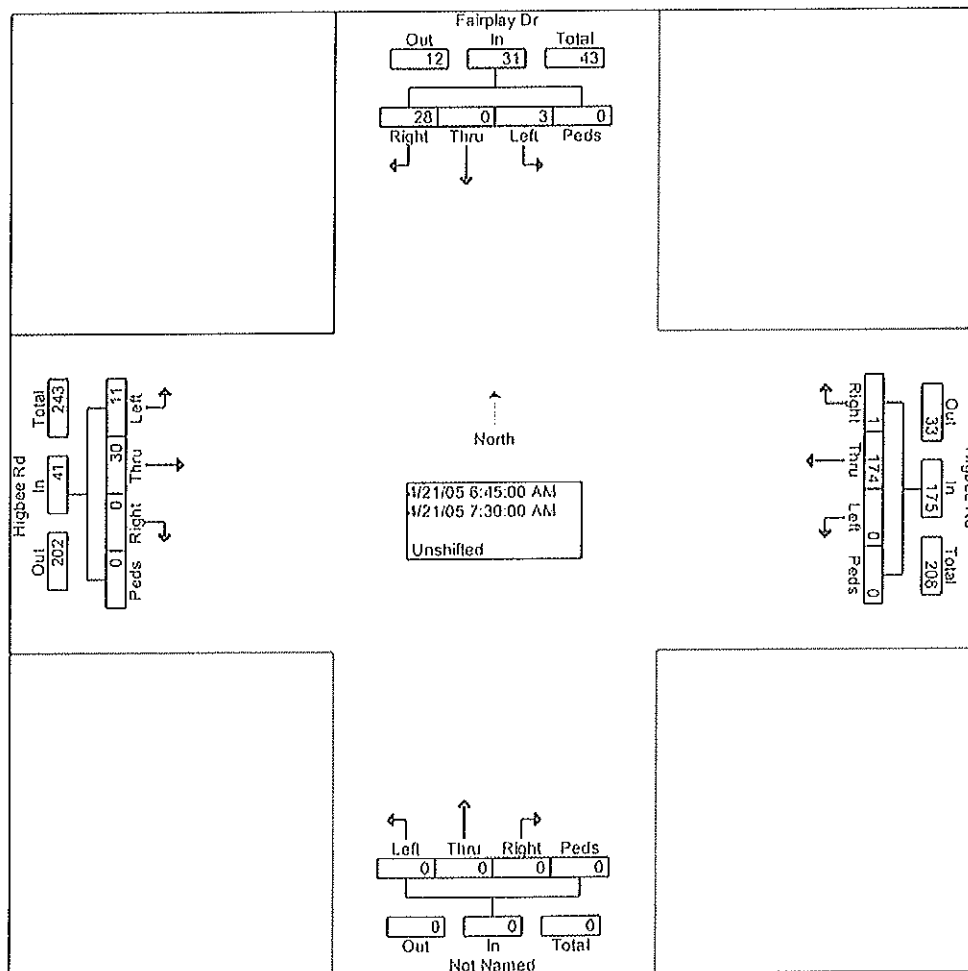 Fairplay Dr
Out In Total
12 31 43
28 0 3 0
Right Thru Left Peds
Total 243
In 41
Out 202
Higbee Rd
11 30 0 0
Left Thru Right Peds
North
4/21/05 6:45:00 AM
4/21/05 7:30:00 AM
Unshifted
Right Thru Left Peds
1 174 0 0
Out In Total
33 175 208
Left Thru Right Peds
0 0 0 0
0 0 0
Out In Total
Not Named